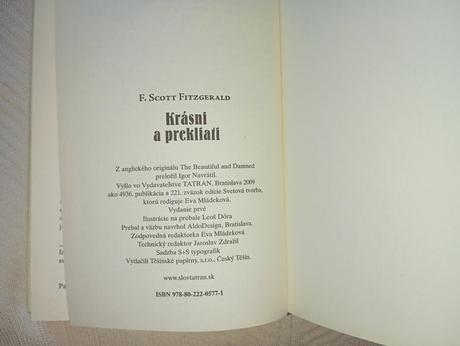 F. SCOTT FITZGERALD
Krásni
a prekliati
Z anglického originálu The Beautiful and Damned
preložil Igor Navrátil.
Vyšlo vo Vydavateľstve TATRAN, Bratislava 2009
ako 4936. publikácia a 221. zväzok edície Svetová tvorba,
ktorú rediguje Eva Mládeková.
Vydanie prvé
Ilustrácie na prebale Leoš Dóra
Prebal a väzbu navrhol AldoDesign, Bratislava.
Zodpovedná redaktorka Eva Mládeková
Technický redaktor Jaroslav Zdražil
Sadzba S+S typografik
Vytlačili Těšínské papírny, s.r.o., Český Těšín.
www.slovtatran.sk
ISBN 978-80-222-0577-1